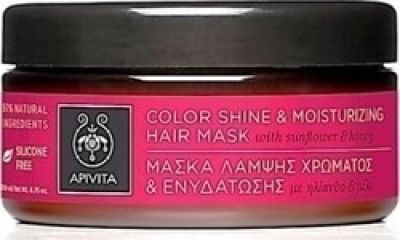 NATURAL
INGREDIENTS
SILICONE
FREE
APIVITA
COLOR SHINE & MOISTURIZING
HAIR MASK with sunflower & honey
ΜΑΣΚΑ ΛΑΜΨΗΣ ΧΡΩΜΑΤΟΣ
& ΕΝΥΔΑΤΩΣΗΣ με ηλίανθο & μέλι